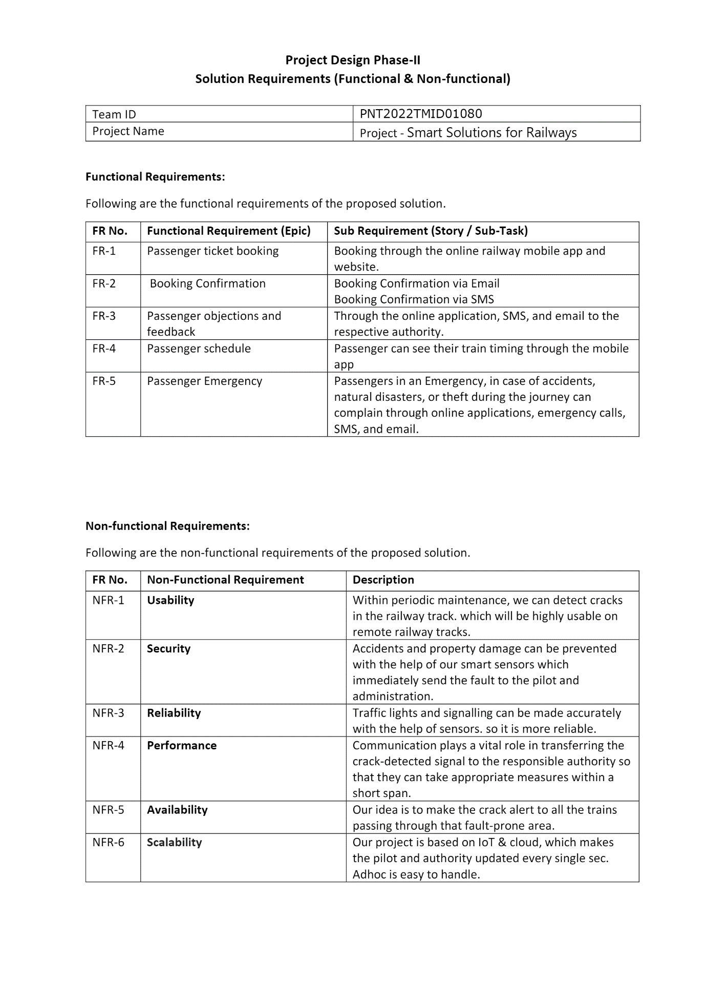 Project Design Phase-II
Solution Requirements (Functional & Non-functional)
Team ID
PNT2022TMID01080
Project Name
Project - Smart Solutions for Railways
Functional Requirements:
Following are the functional requirements of the proposed solution.
FR No.
Functional Requirement (Epic)
Sub Requirement (Story / Sub-Task)
FR-1
Passenger ticket booking
Booking through the online railway mobile app and
website.
FR-2
Booking Confirmation
Booking Confirmation via Email
Booking Confirmation via SMS
FR-3
Passenger objections and
feedback
Through the online application, SMS, and email to the
respective authority.
FR-4
Passenger schedule
Passenger can see their train timing through the mobile
app
FR-5
Passenger Emergency
Passengers in an Emergency, in case of accidents,
natural disasters, or theft during the journey can
complain through online applications, emergency calls,
SMS, and email.
Non-functional Requirements:
Following are the non-functional requirements of the proposed solution.
FR No.
Non-Functional Requirement
Description
NFR-1
Usability
Within periodic maintenance, we can detect cracks
in the railway track. which will be highly usable on
remote railway tracks.
NFR-2
Security
Accidents and property damage can be prevented
with the help of our smart sensors which
immediately send the fault to the pilot and
administration.
NFR-3
Reliability
Traffic lights and signalling can be made accurately
with the help of sensors. so it is more reliable.
NFR-4
Performance
Communication plays a vital role in transferring the
crack-detected signal to the responsible authority so
that they can take appropriate measures within a
short span.
NFR-5
Availability
Our idea is to make the crack alert to all the trains
passing through that fault-prone area.
NFR-6
Scalability
Our project is based on IoT & cloud, which makes
the pilot and authority updated every single sec.
Adhoc is easy to handle.